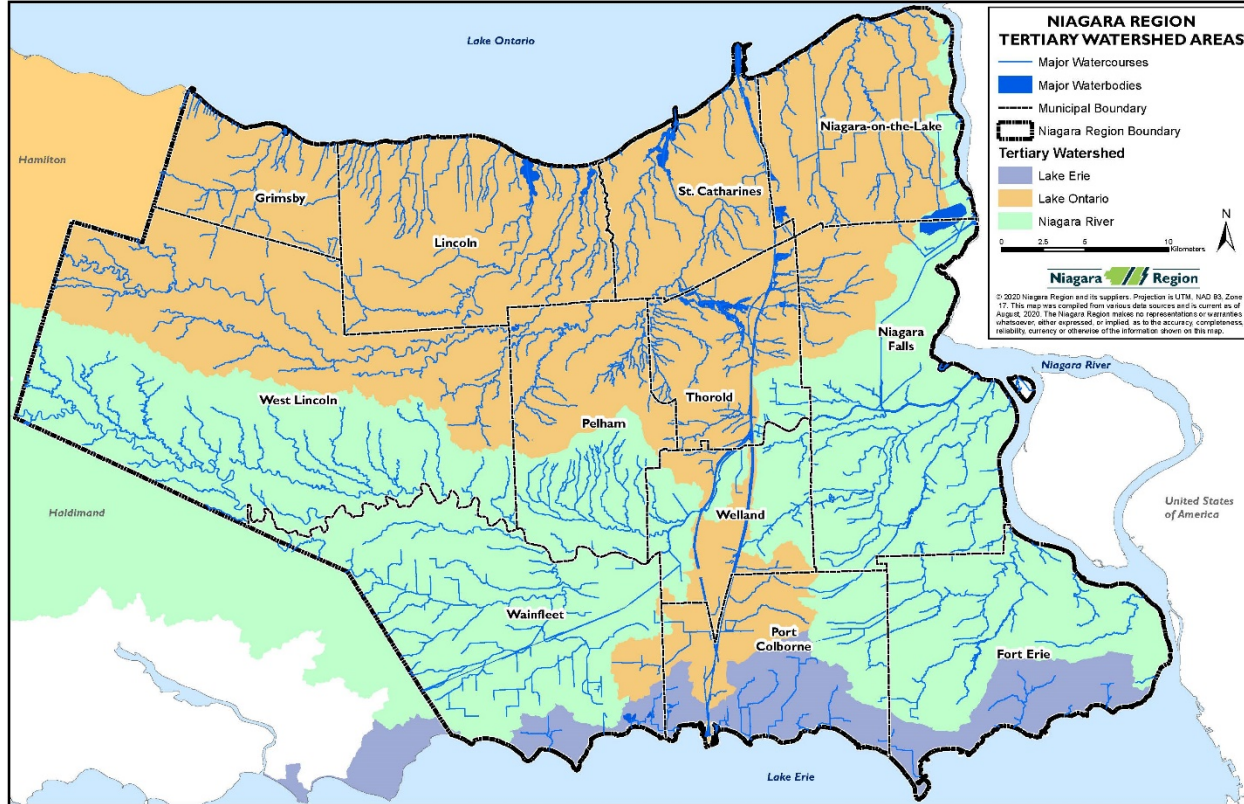 NIAGARA REGION
TERTIARY WATERSHED AREAS
Major Watercourses
Major Waterbodies
Municipal Boundary
Niagara Region Boundary
Tertiary Watershed
Lake Erie
Lake Ontario
Niagara River
N
0 2.5 5 10
Kilometers
Niagara Region
© 2020 Niagara Region and its suppliers. Projection is UTM, NAD 83, Zone
17. This map was compiled from various data sources and is current as of
August, 2020. The Niagara Region makes no representations or warranties
whatsoever, either expressed, or implied, as to the accuracy, completeness,
reliability, currency or otherwise of the information shown on this map.
Lake Ontario
Hamilton
Niagara-on-the-Lake
Grimsby
St. Catharines
Lincoln
Niagara
Falls
Niagara River
West Lincoln
Thorold
Pelham
United States
of America
Haldimand
Welland
Wainfleet
Port
Colborne
Fort Erie
Lake Erie